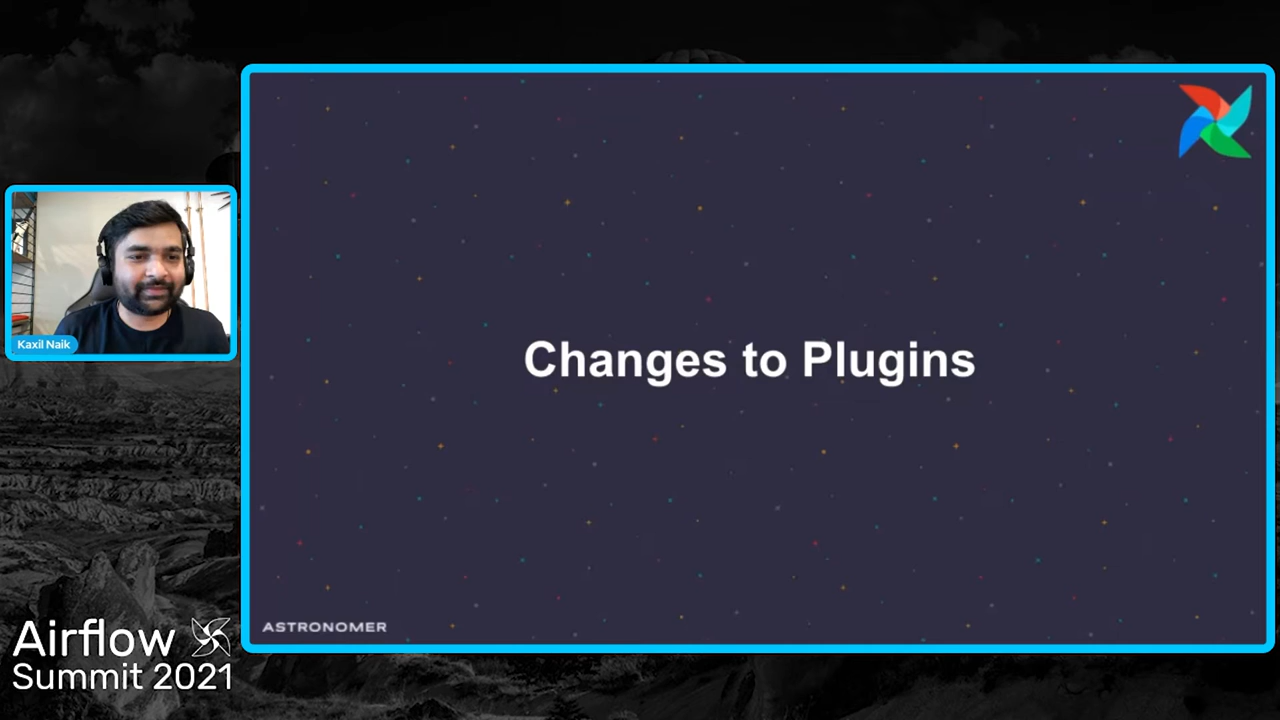 Changes to Plugins
ASTRONOMER
Kaxil Naik
Airflow
Summit 2021